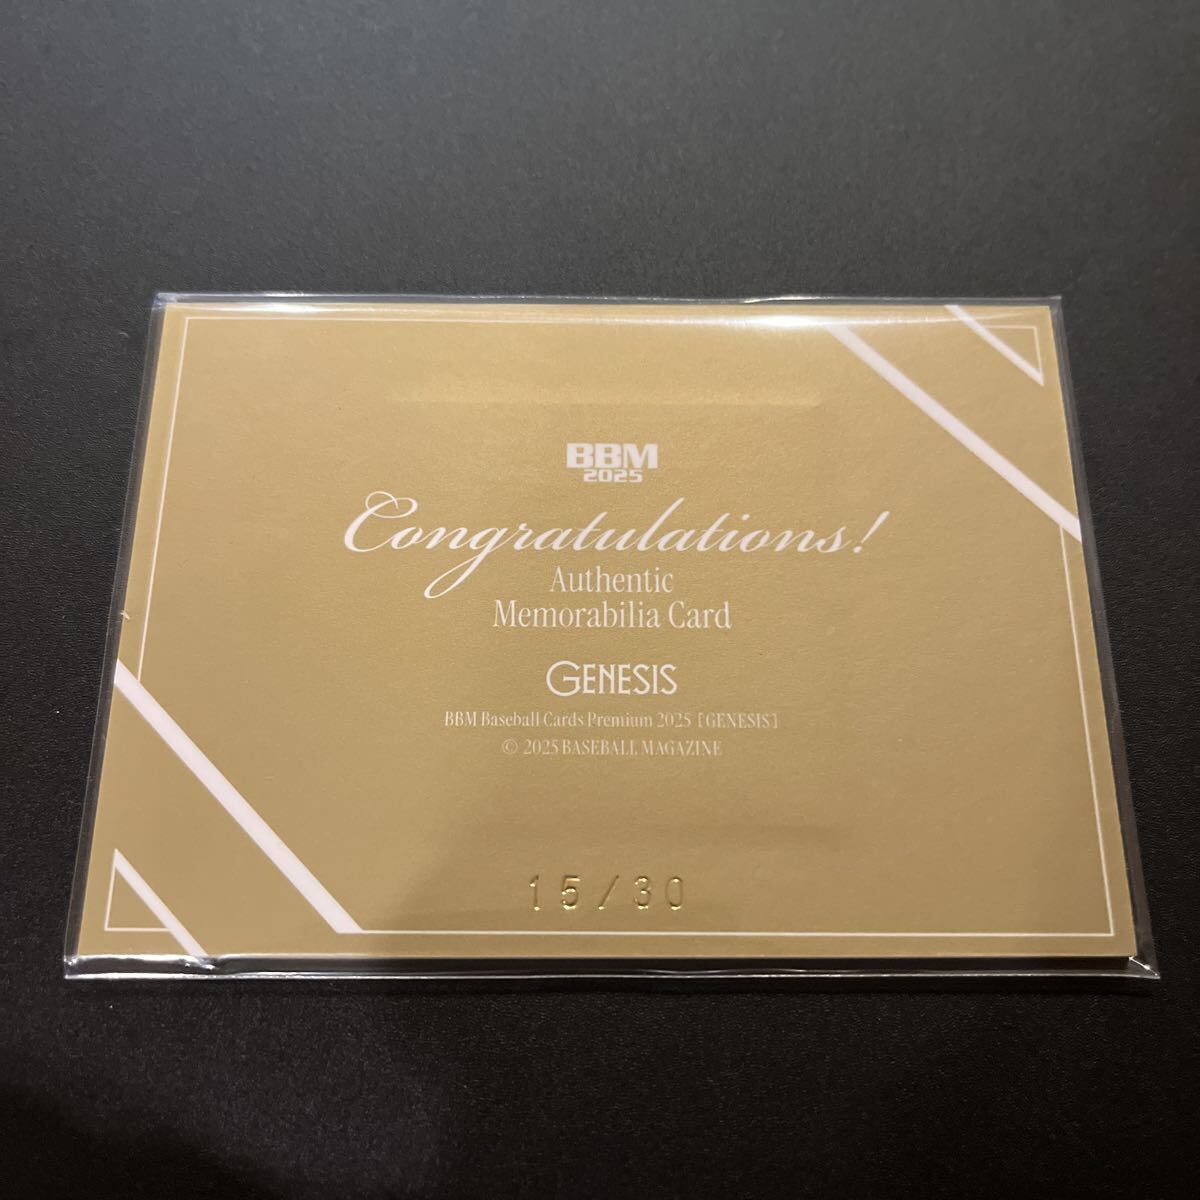 BBM
2025
Congratulations!
Authentic
Memorabilia Card
GENESIS
BBM Baseball Cards Premium 2025 [GENESIS]
© 2025 BASEBALL MAGAZINE
15/30